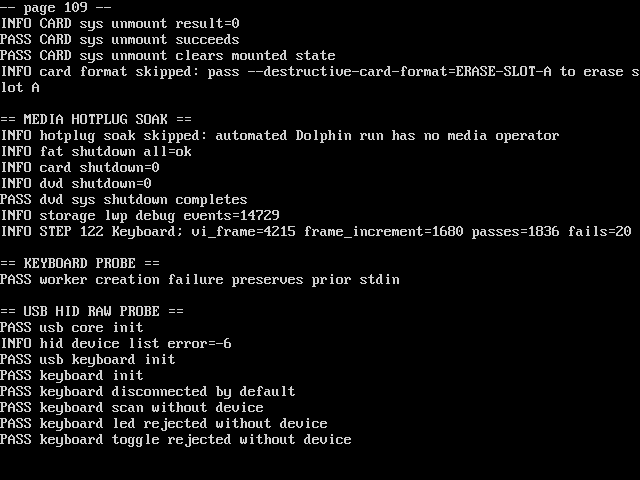 -- page 109 --
INFO CARD sys unmount result=0
PASS CARD sys unmount succeeds
PASS CARD sys unmount clears mounted state
INFO card format skipped: pass --destructive-card-format=ERASE-SLOT-A to erase s
lot A
== MEDIA HOTPLUG SOAK ==
INFO hotplug soak skipped: automated Dolphin run has no media operator
INFO fat shutdown all=ok
INFO card shutdown=0
INFO dvd shutdown=0
PASS dvd sys shutdown completes
INFO storage lwp debug events=14729
INFO STEP 122 Keyboard; vi_frame=4215 frame_increment=1680 passes=1836 fails=20
== KEYBOARD PROBE ==
PASS worker creation failure preserves prior stdin
== USB HID RAW PROBE ==
PASS usb core init
INFO hid device list error=-6
PASS usb keyboard init
PASS keyboard init
PASS keyboard disconnected by default
PASS keyboard scan without device
PASS keyboard led rejected without device
PASS keyboard toggle rejected without device